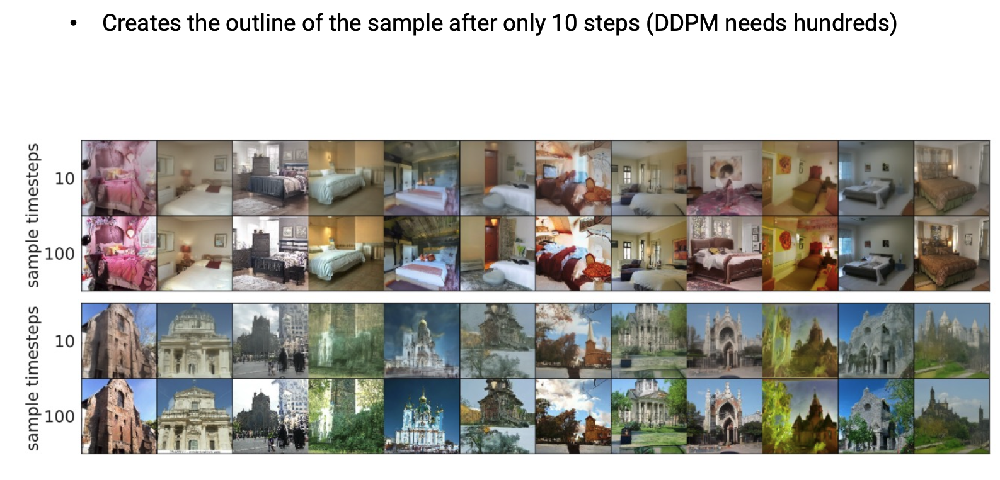 • Creates the outline of the sample after only 10 steps (DDPM needs hundreds)
sample timesteps
10
100
sample timesteps
10
100